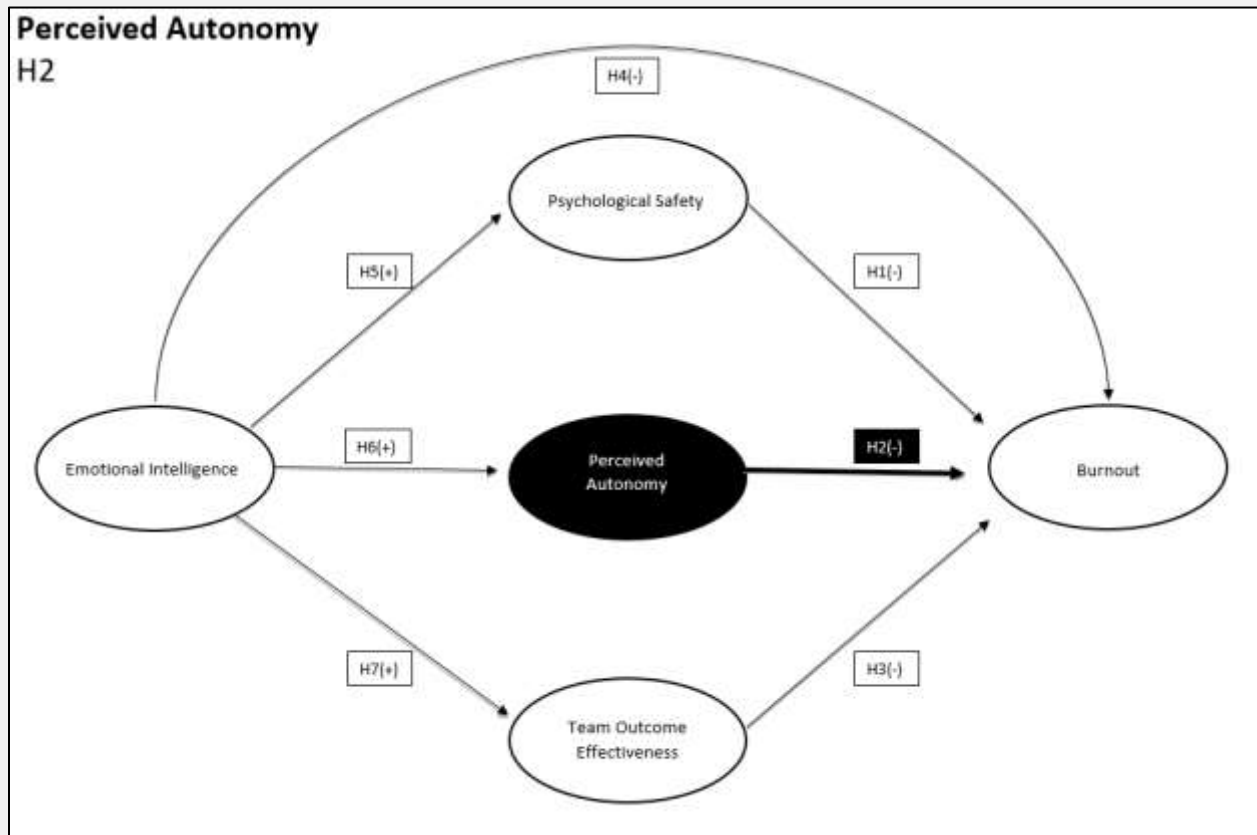 Perceived Autonomy
H2
H4(-)
Psychological Safety
H5(+)
H1(-)
Emotional Intelligence
H6(+)
Perceived
Autonomy
H2(-)
Burnout
H7(+)
H3(-)
Team Outcome
Effectiveness